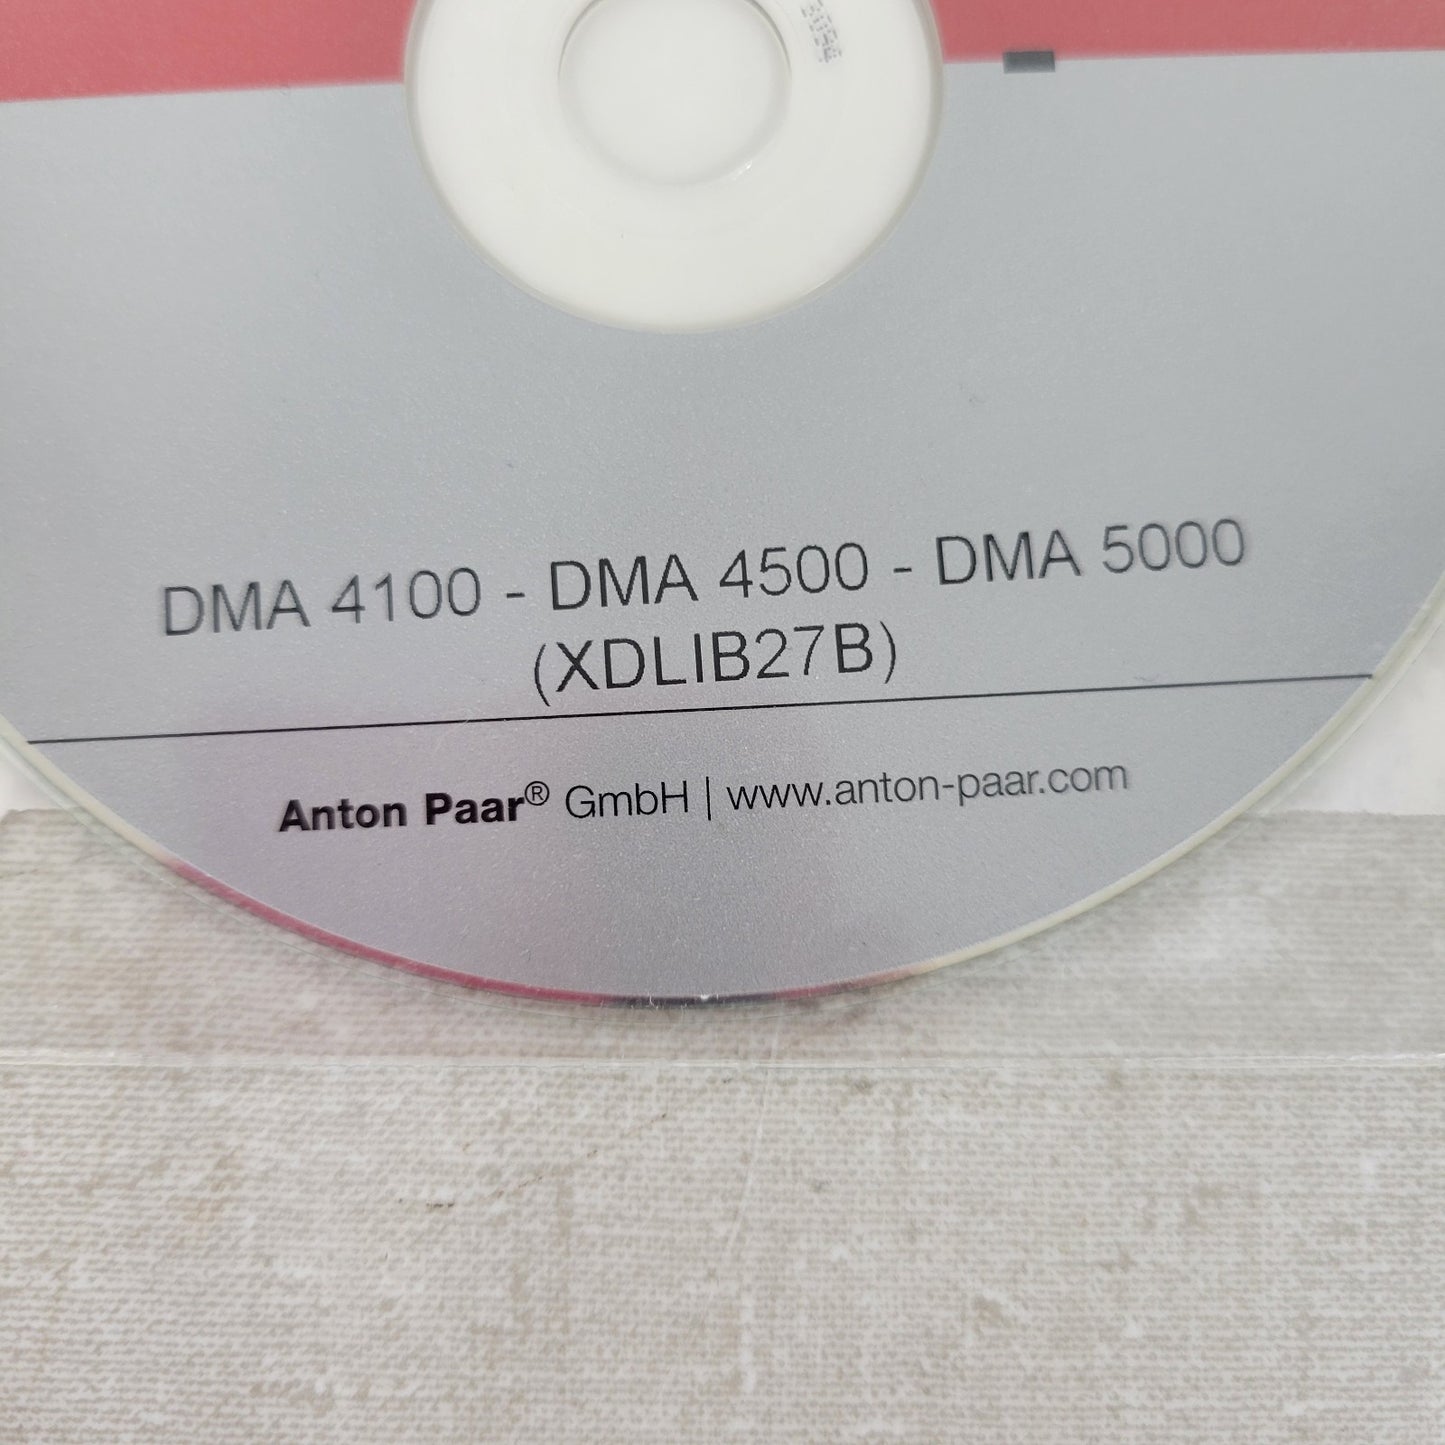 DMA 4100 - DMA 4500 - DMA 5000
(XDLIB27B)
Anton Paar® GmbH | www.anton-paar.com